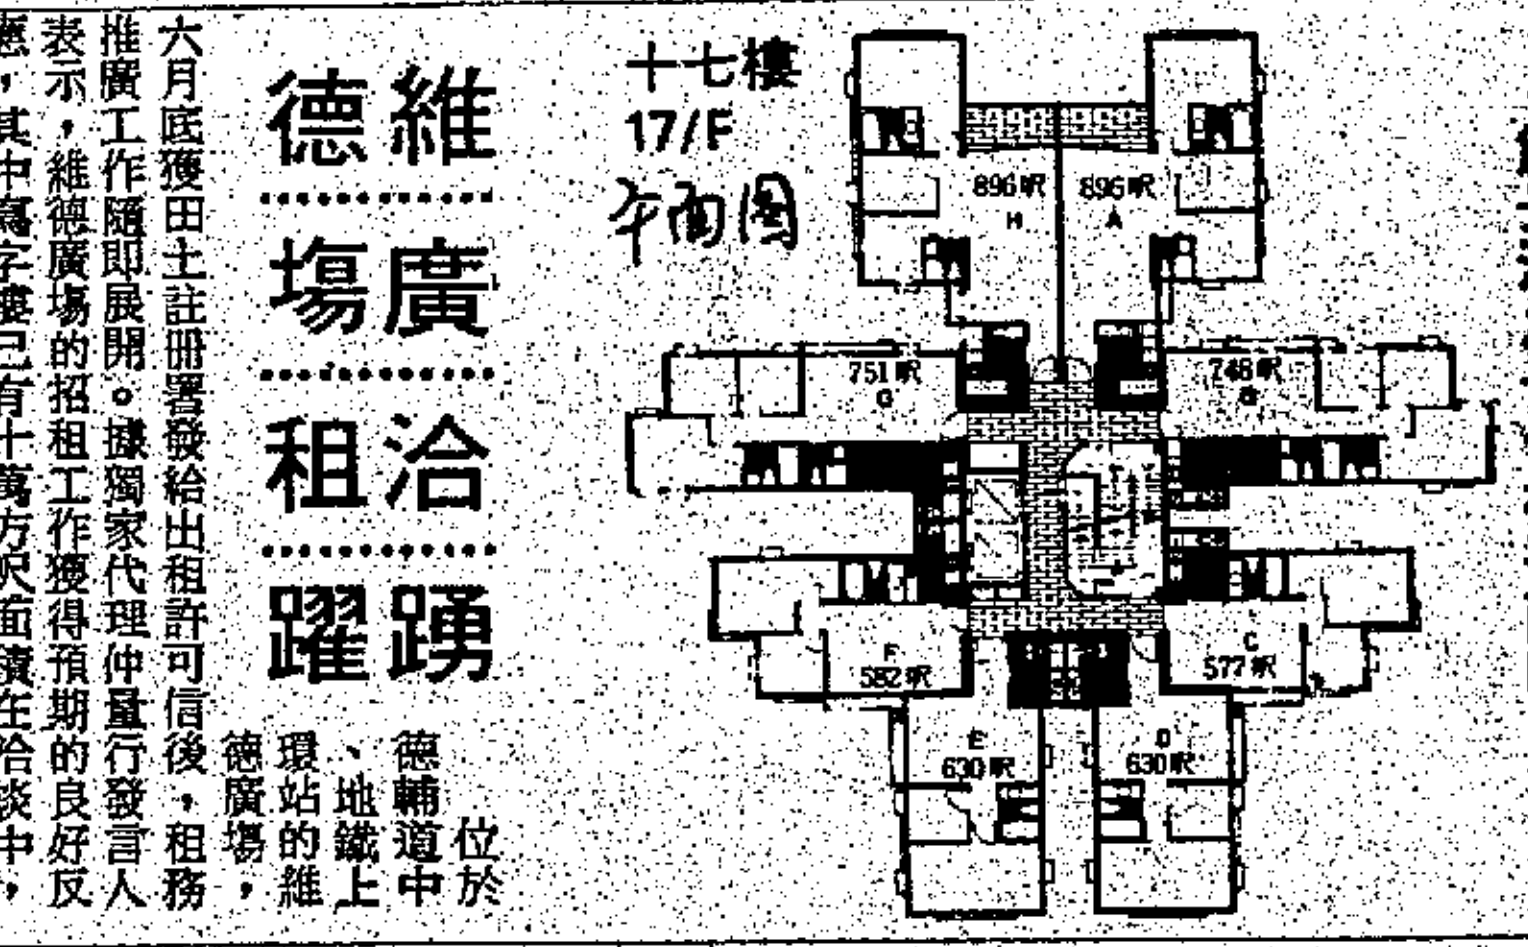 十七樓
17/F
平面图
896呎
H
896呎
A
751呎
G
748呎
B
F
582呎
C
577呎
E
630呎
D
630呎
維德
廣塲
洽租
踴躍
位於
德輔道中
、地鐵上
環站的維
德廣塲，
六月底獲田土註冊署發給出租許可信後，租務
推廣工作隨即展開。據獨家代理仲量行發言人
表示，維德廣塲的招租工作獲得預期的良好反
應，其中寫字樓已有十萬方呎面積在洽談中，